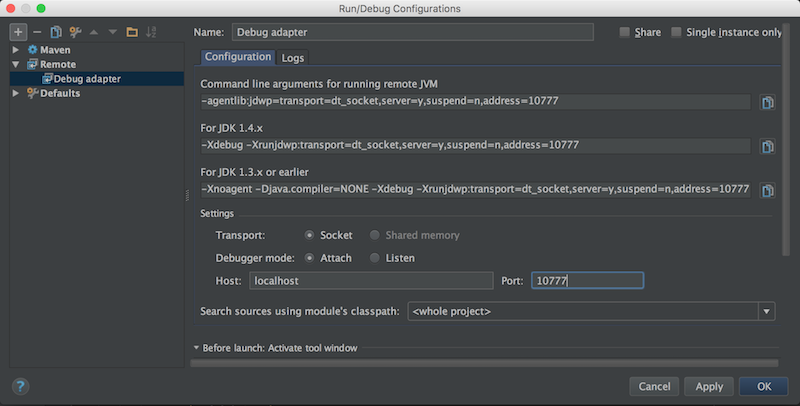 Run/Debug Configurations
Name: Debug adapter Share Single instance only
Maven
Remote
Debug adapter
Defaults
Configuration Logs
Command line arguments for running remote JVM
-agentlib:jdwp=transport=dt_socket,server=y,suspend=n,address=10777
For JDK 1.4.x
-Xdebug -Xrunjdwp:transport=dt_socket,server=y,suspend=n,address=10777
For JDK 1.3.x or earlier
-Xnoagent -Djava.compiler=NONE -Xdebug -Xrunjdwp:transport=dt_socket,server=y,suspend=n,address=10777
Settings
Transport: Socket Shared memory
Debugger mode: Attach Listen
Host: localhost Port: 10777
Search sources using module's classpath: <whole project>
Before launch: Activate tool window
? Cancel Apply OK